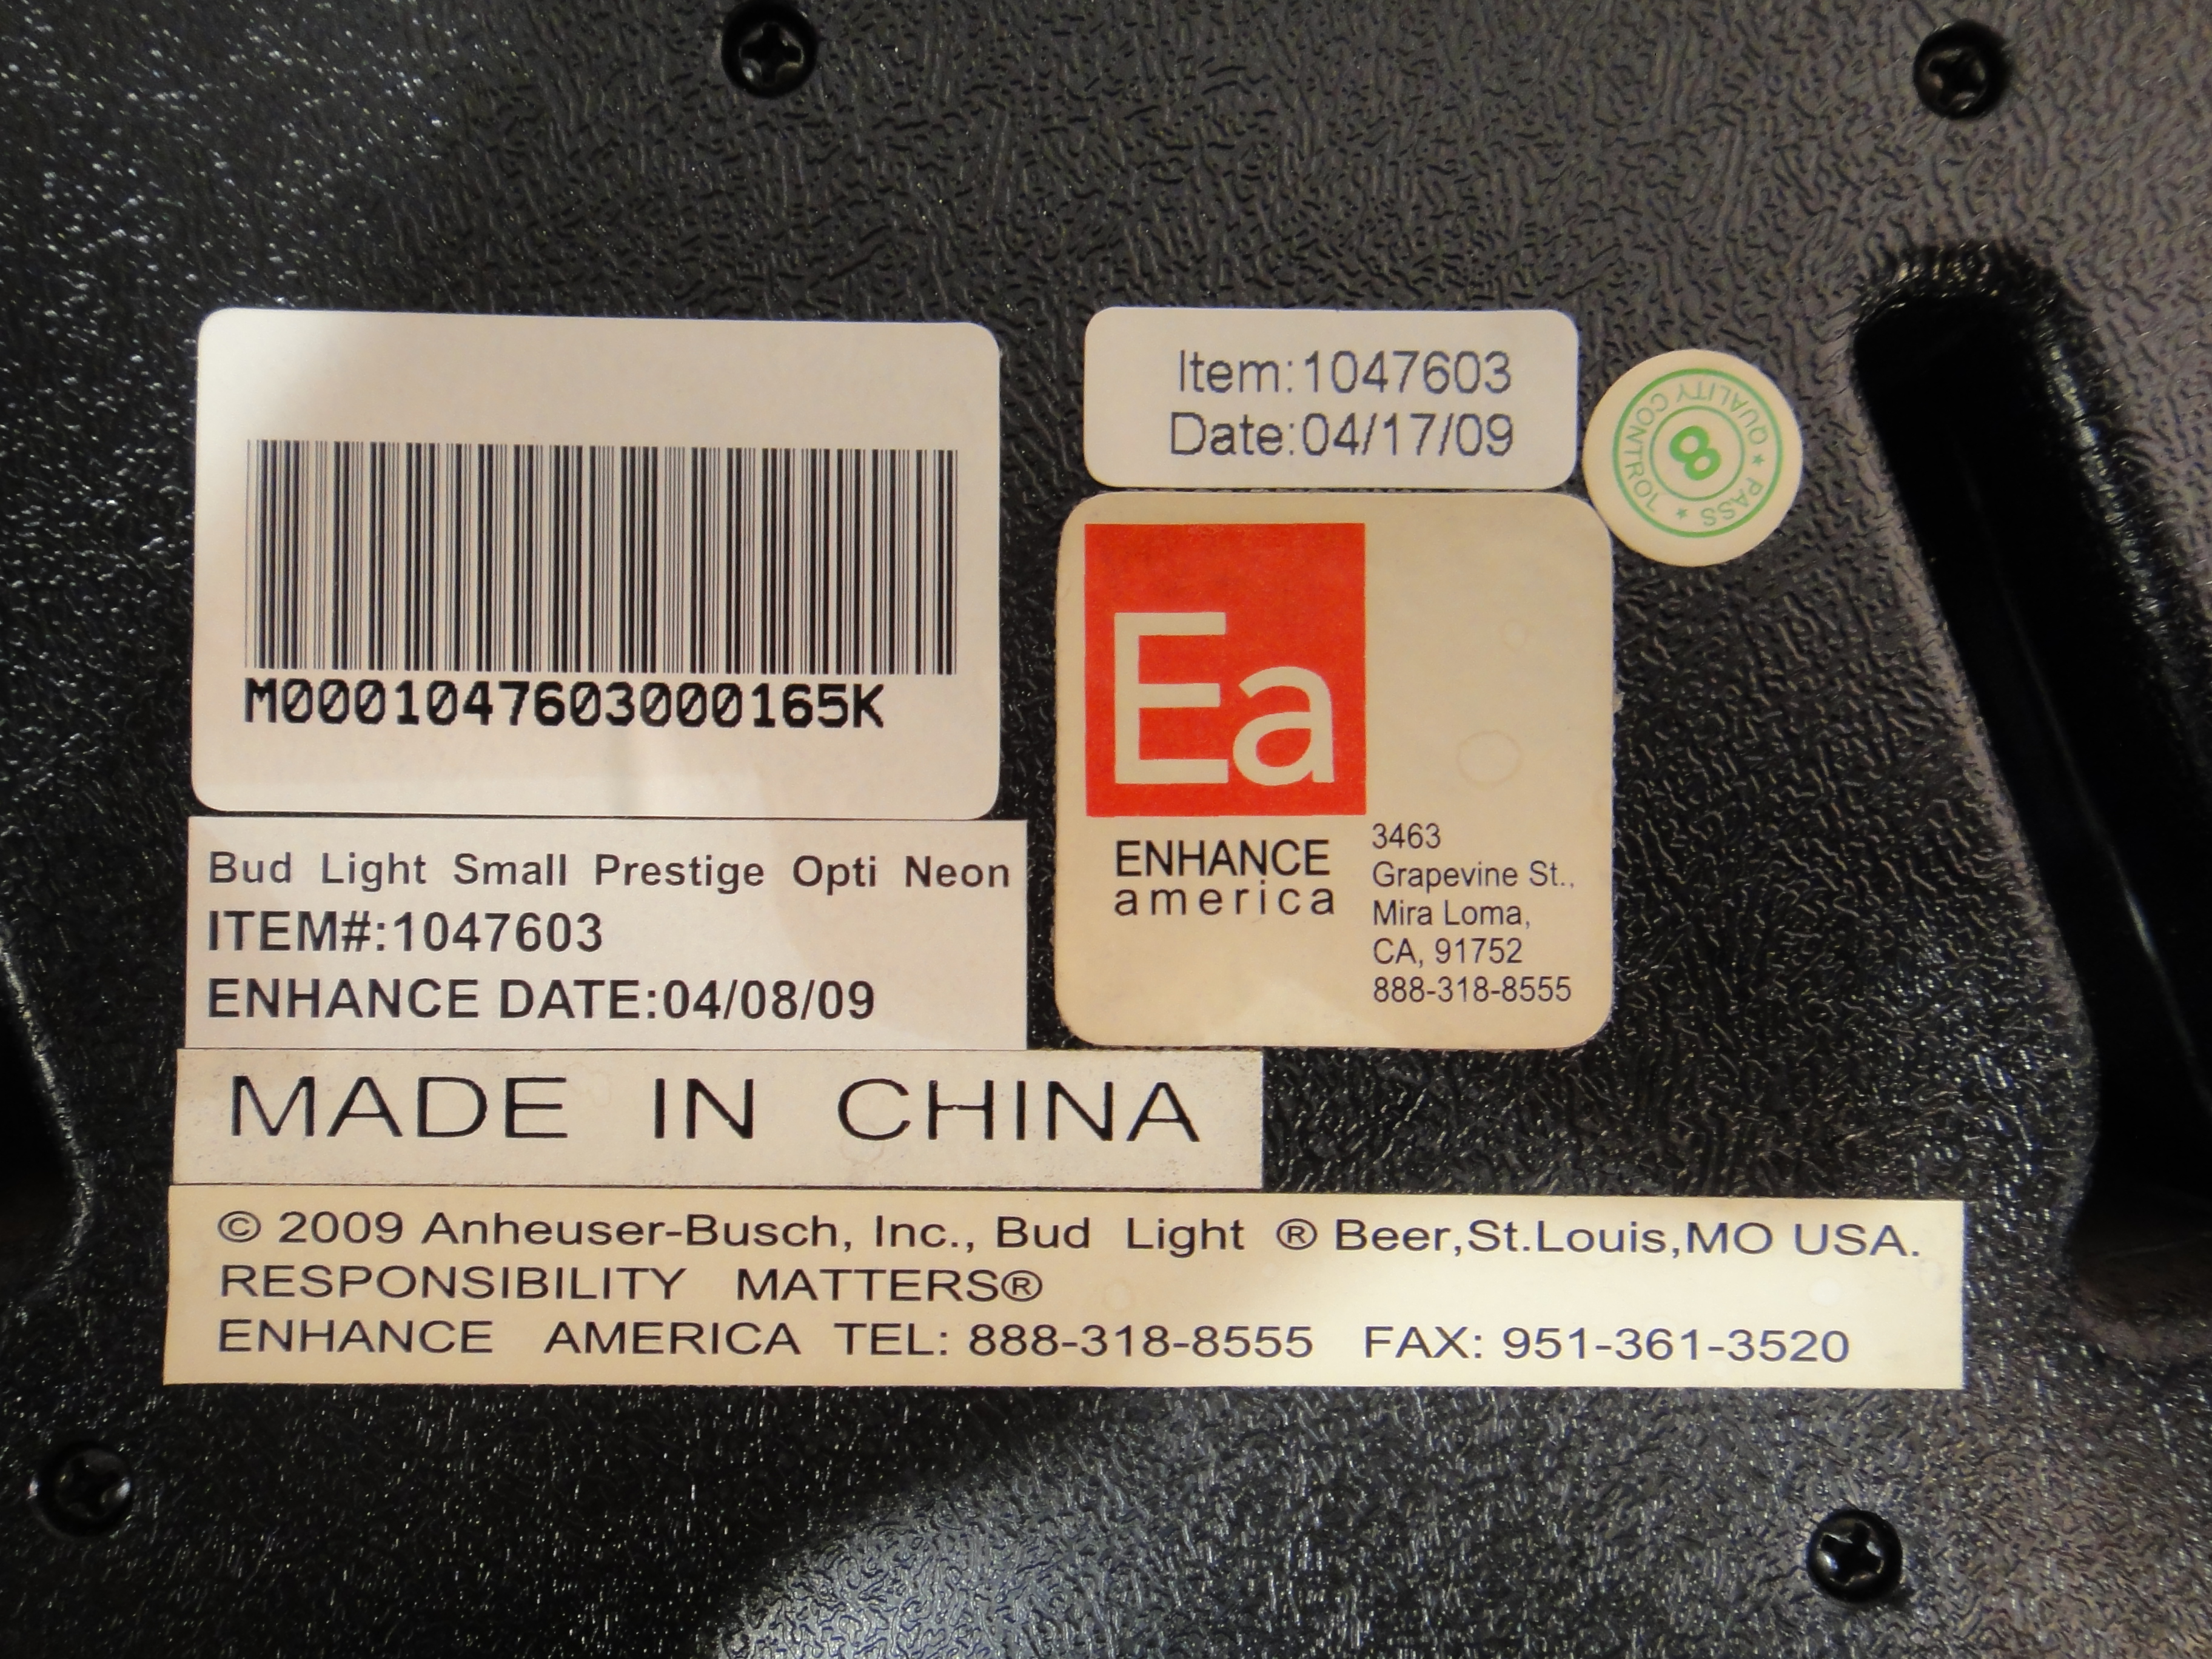 M0001047603000165K
Bud Light Small Prestige Opti Neon
ITEM#:1047603
ENHANCE DATE:04/08/09
Item:1047603
Date:04/17/09
QUALITY CONTROL
★ PASS ★
8
Ea
ENHANCE
america
3463
Grapevine St.,
Mira Loma,
CA, 91752
888-318-8555
MADE IN CHINA
© 2009 Anheuser-Busch, Inc., Bud Light ® Beer,St.Louis,MO USA.
RESPONSIBILITY MATTERS®
ENHANCE AMERICA TEL: 888-318-8555 FAX: 951-361-3520